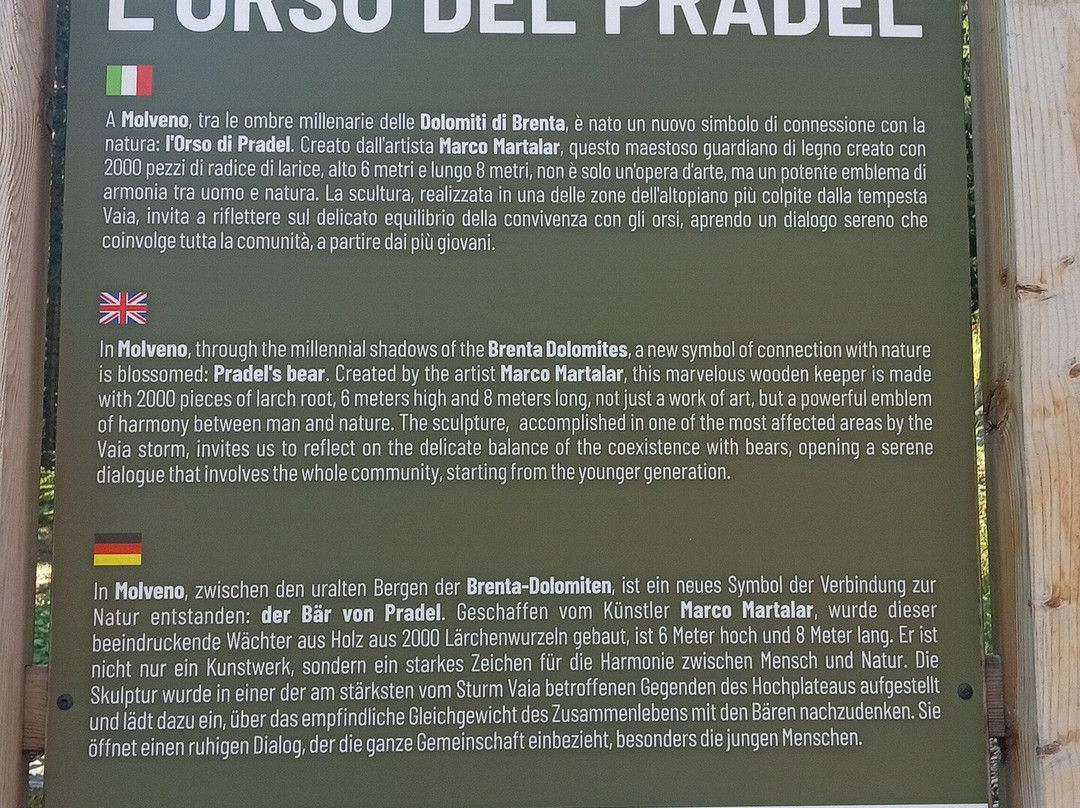 L'ORSO DEL PRADEL
A Molveno, tra le ombre millenarie delle Dolomiti di Brenta, è nato un nuovo simbolo di connessione con la
natura: l'Orso di Pradel. Creato dall'artista Marco Martalar, questo maestoso guardiano di legno creato con
2000 pezzi di radice di larice, alto 6 metri e lungo 8 metri, non è solo un'opera d'arte, ma un potente emblema di
armonia tra uomo e natura. La scultura, realizzata in una delle zone dell'altopiano più colpite dalla tempesta
Vaia, invita a riflettere sul delicato equilibrio della convivenza con gli orsi, aprendo un dialogo sereno che
coinvolge tutta la comunità, a partire dai più giovani.
In Molveno, through the millennial shadows of the Brenta Dolomites, a new symbol of connection with nature
is blossomed: Pradel's bear. Created by the artist Marco Martalar, this marvelous wooden keeper is made
with 2000 pieces of larch root, 6 meters high and 8 meters long, not just a work of art, but a powerful emblem
of harmony between man and nature. The sculpture, accomplished in one of the most affected areas by the
Vaia storm, invites us to reflect on the delicate balance of the coexistence with bears, opening a serene
dialogue that involves the whole community, starting from the younger generation.
In Molveno, zwischen den uralten Bergen der Brenta-Dolomiten, ist ein neues Symbol der Verbindung zur
Natur entstanden: der Bär von Pradel. Geschaffen vom Künstler Marco Martalar, wurde dieser
beeindruckende Wächter aus Holz aus 2000 Lärchenwurzeln gebaut, ist 6 Meter hoch und 8 Meter lang. Er ist
nicht nur ein Kunstwerk, sondern ein starkes Zeichen für die Harmonie zwischen Mensch und Natur. Die
Skulptur wurde in einer der am stärksten vom Sturm Vaia betroffenen Gegenden des Hochplateaus aufgestellt
und lädt dazu ein, über das empfindliche Gleichgewicht des Zusammenlebens mit den Bären nachzudenken. Sie
öffnet einen ruhigen Dialog, der die ganze Gemeinschaft einbezieht, besonders die jungen Menschen.